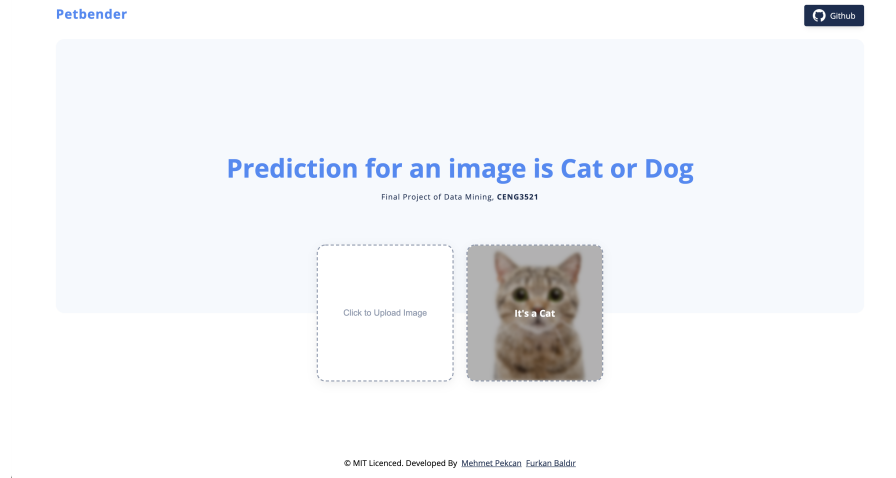 Petbender
Github
Prediction for an image is Cat or Dog
Final Project of Data Mining, CENG3521
Click to Upload Image
It's a Cat
© MIT Licenced. Developed By Mehmet Pekcan Furkan Baldır